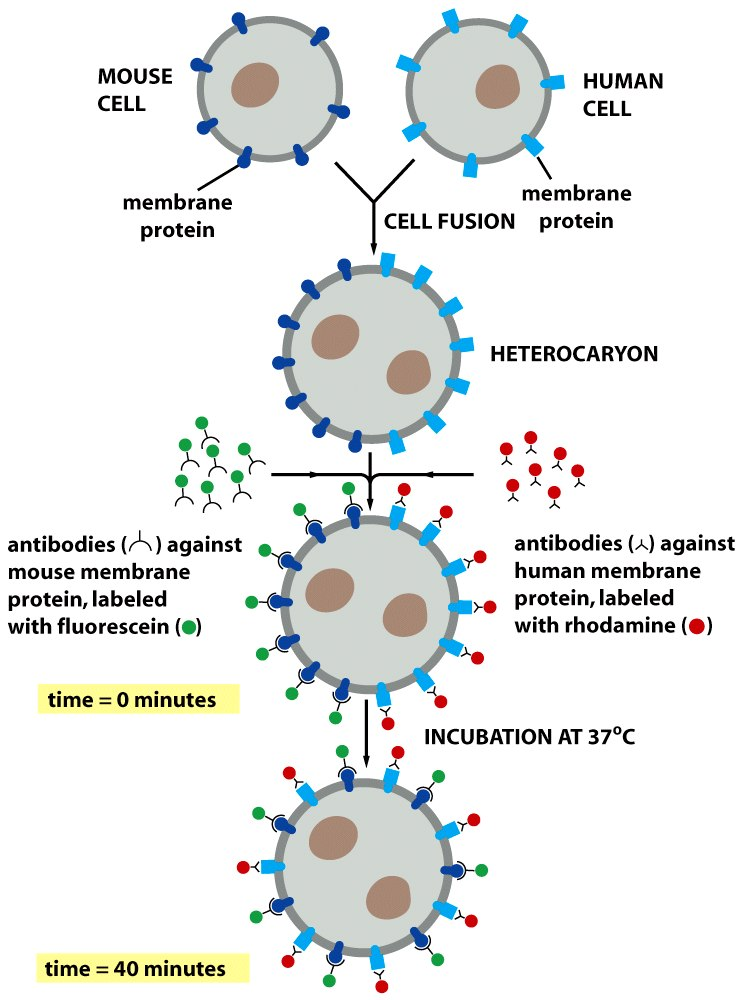 MOUSE
CELL
HUMAN
CELL
membrane
protein
membrane
protein
CELL FUSION
HETEROCARYON
antibodies ( ) against
mouse membrane
protein, labeled
with fluorescein ( )
antibodies ( ) against
human membrane
protein, labeled
with rhodamine ( )
time = 0 minutes
INCUBATION AT 37°C
time = 40 minutes